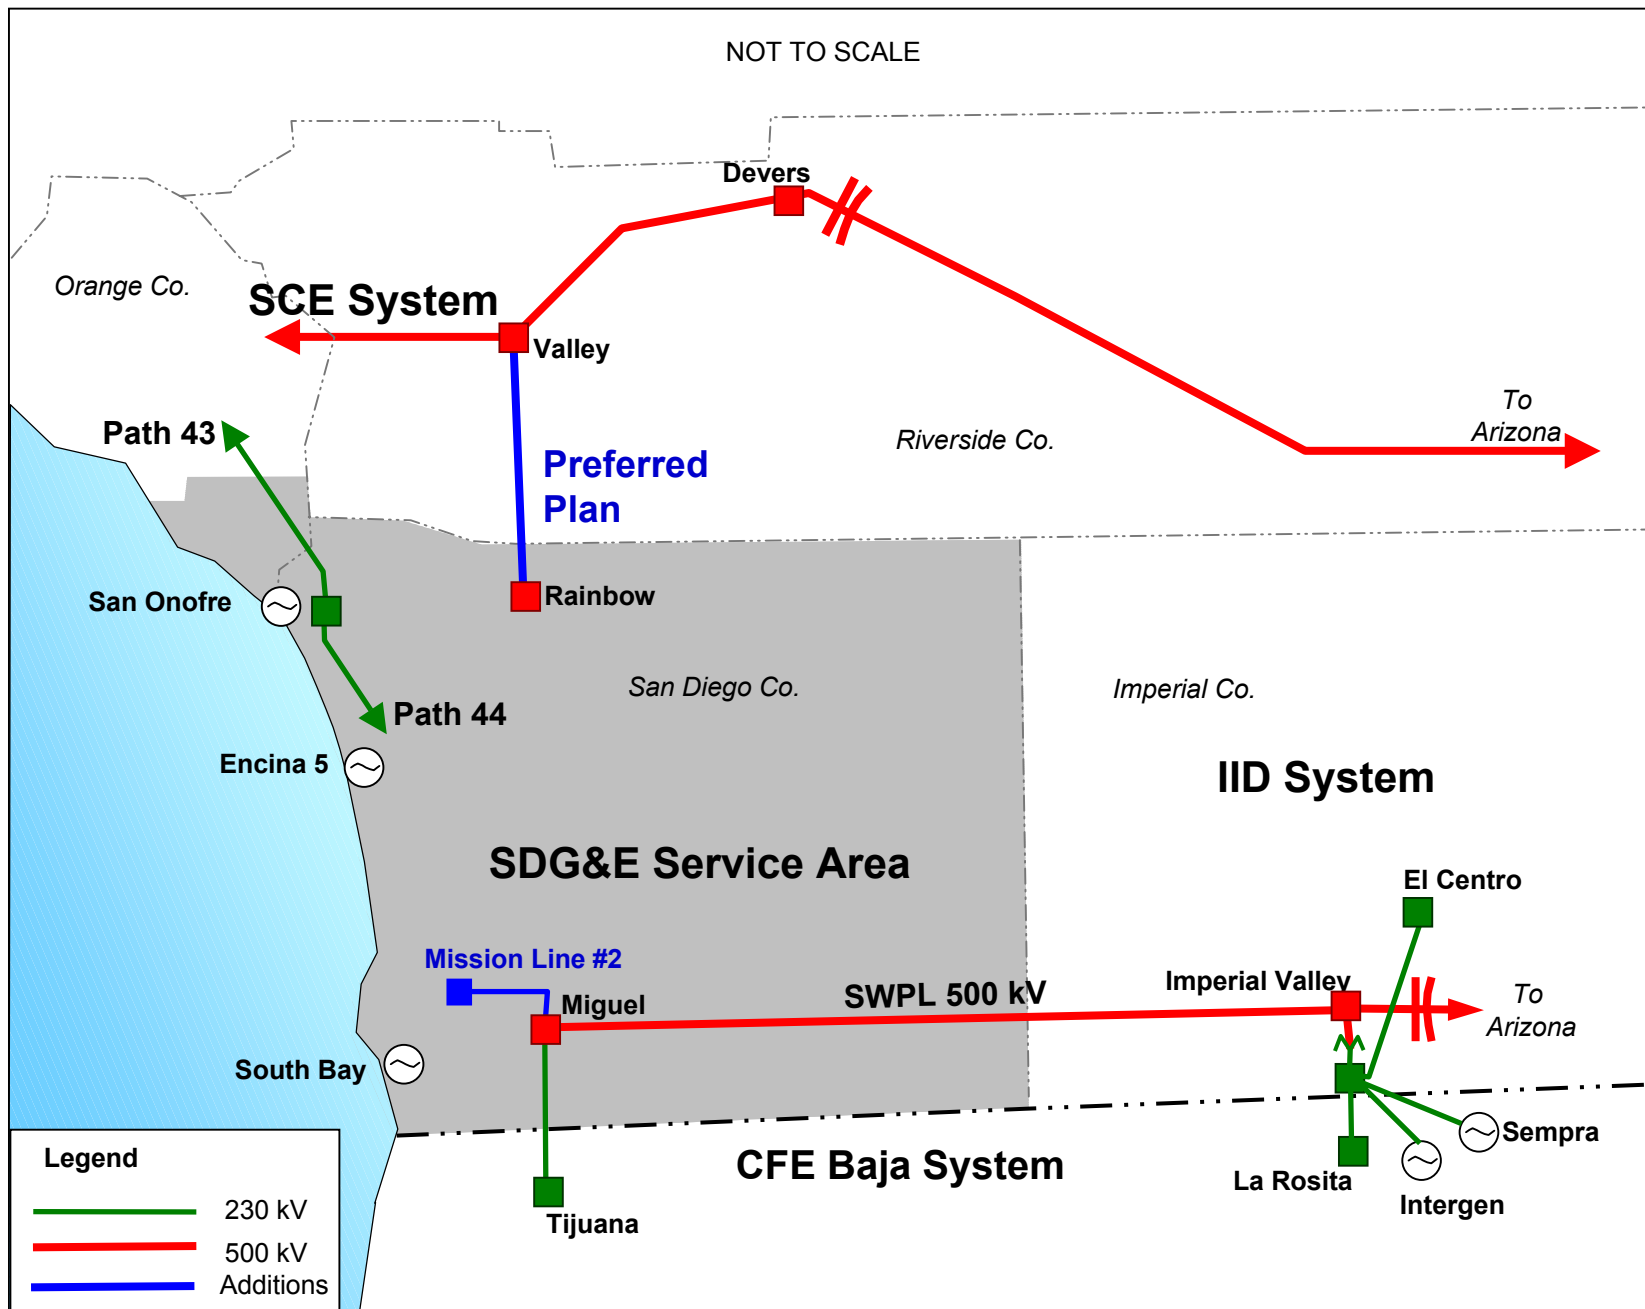 NOT TO SCALE
Devers
Orange Co.
SCE System
Valley
To
Arizona
Path 43
Riverside Co.
Preferred
Plan
San Onofre
Rainbow
San Diego Co.
Imperial Co.
Path 44
Encina 5
IID System
SDG&E Service Area
El Centro
Mission Line #2
Miguel
SWPL 500 kV
Imperial Valley
To
Arizona
South Bay
Sempra
CFE Baja System
La Rosita
Intergen
Tijuana
Legend
230 kV
500 kV
Additions